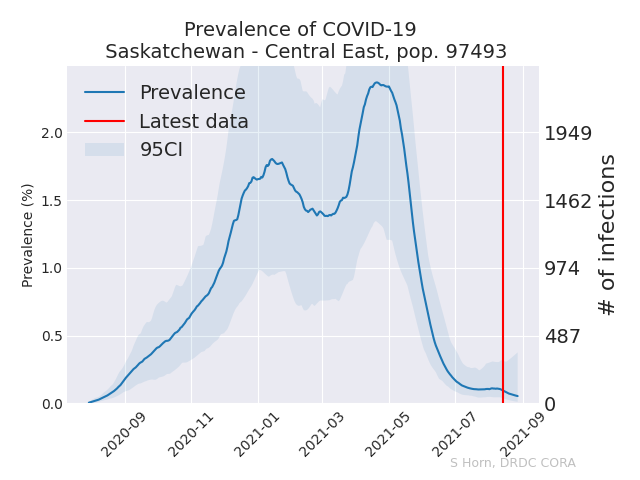 Prevalence of COVID-19
Saskatchewan - Central East, pop. 97493
Prevalence
Latest data
95CI
Prevalence (%)
2.0
1.5
1.0
0.5
0.0
1949
1462
974
487
0
# of infections
2020-09
2020-11
2021-01
2021-03
2021-05
2021-07
2021-09
S Horn, DRDC CORA